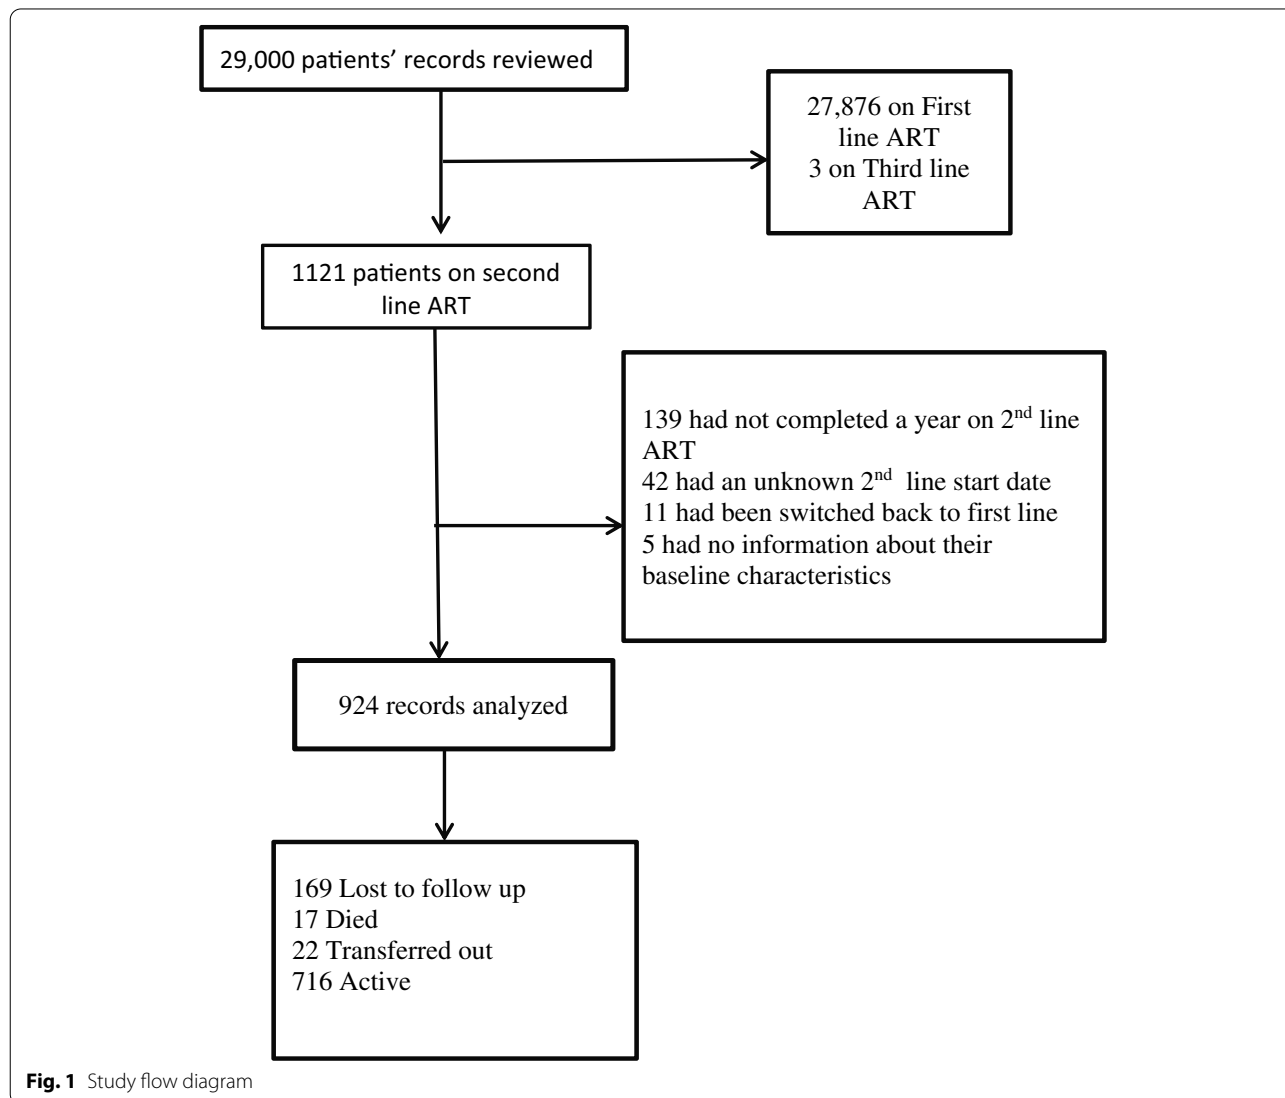 29,000 patients’ records reviewed
27,876 on First
line ART
3 on Third line
ART
1121 patients on second
line ART
139 had not completed a year on 2nd line
ART
42 had an unknown 2nd line start date
11 had been switched back to first line
5 had no information about their
baseline characteristics
924 records analyzed
169 Lost to follow up
17 Died
22 Transferred out
716 Active
Fig. 1 Study flow diagram